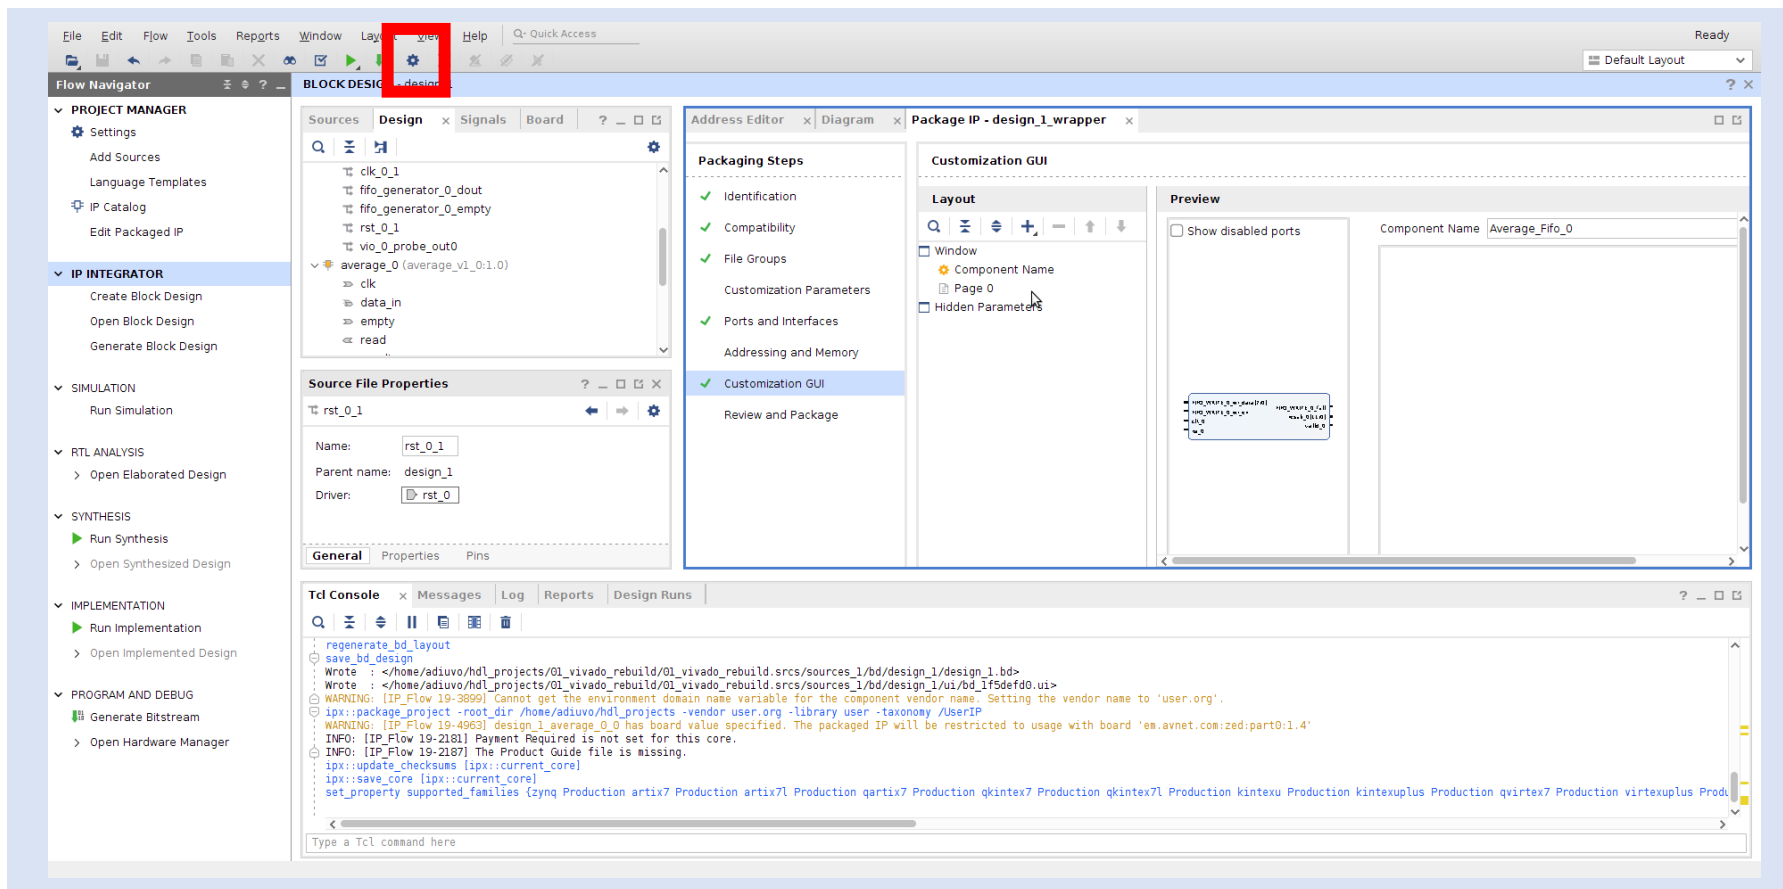 File Edit Flow Tools Reports Window Help Quick Access Ready
Default Layout
Flow Navigator
PROJECT MANAGER
Settings
Add Sources
Language Templates
IP Catalog
Edit Packaged IP
IP INTEGRATOR
Create Block Design
Open Block Design
Generate Block Design
SIMULATION
Run Simulation
RTL ANALYSIS
Open Elaborated Design
SYNTHESIS
Run Synthesis
Open Synthesized Design
IMPLEMENTATION
Run Implementation
Open Implemented Design
PROGRAM AND DEBUG
Generate Bitstream
Open Hardware Manager
BLOCK DESIGN - design_1
Sources Design Signals Board
clk_0_1
fifo_generator_0_dout
fifo_generator_0_empty
rst_0_1
vio_0_probe_out0
average_0 (average_v1_0:1.0)
clk
data_in
empty
read
Source File Properties
rst_0_1
Name: rst_0_1
Parent name: design_1
Driver: rst_0
General Properties Pins
Address Editor Diagram Package IP - design_1_wrapper
Packaging Steps
Identification
Compatibility
File Groups
Customization Parameters
Ports and Interfaces
Addressing and Memory
Customization GUI
Review and Package
Customization GUI
Layout
Window
Component Name
Page 0
Hidden Parameters
Preview
Show disabled ports
Component Name Average_Fifo_0
Tcl Console Messages Log Reports Design Runs
regenerate_bd_layout
save_bd_design
Wrote : </home/adiuvo/hdl_projects/01_vivado_rebuild/01_vivado_rebuild.srcs/sources_1/bd/design_1/design_1.bd>
Wrote : </home/adiuvo/hdl_projects/01_vivado_rebuild/01_vivado_rebuild.srcs/sources_1/bd/design_1/ui/bd_1f5defd0.ui>
WARNING: [IP_Flow 19-3899] Cannot get the environment domain name variable for the component vendor name. Setting the vendor name to 'user.org'.
ipx::package_project -root_dir /home/adiuvo/hdl_projects -vendor user.org -library user -taxonomy /UserIP
WARNING: [IP_Flow 19-4963] design_1_average_0_0 has board value specified. The packaged IP will be restricted to usage with board 'em.avnet.com:zed:part0:1.4'
INFO: [IP_Flow 19-2181] Payment Required is not set for this core.
INFO: [IP_Flow 19-2187] The Product Guide file is missing.
ipx::update_checksums [ipx::current_core]
ipx::save_core [ipx::current_core]
set_property supported_families {zynq Production artix7 Production artix7l Production qartix7 Production qkintex7 Production qkintex7l Production kintexu Production kintexuplus Production qvirtex7 Production virtexuplus Produ
Type a Tcl command here